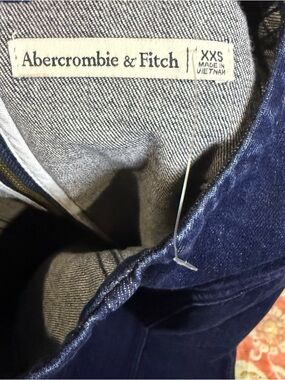 Abercrombie & Fitch
XXS
MADE IN
VIETNAM